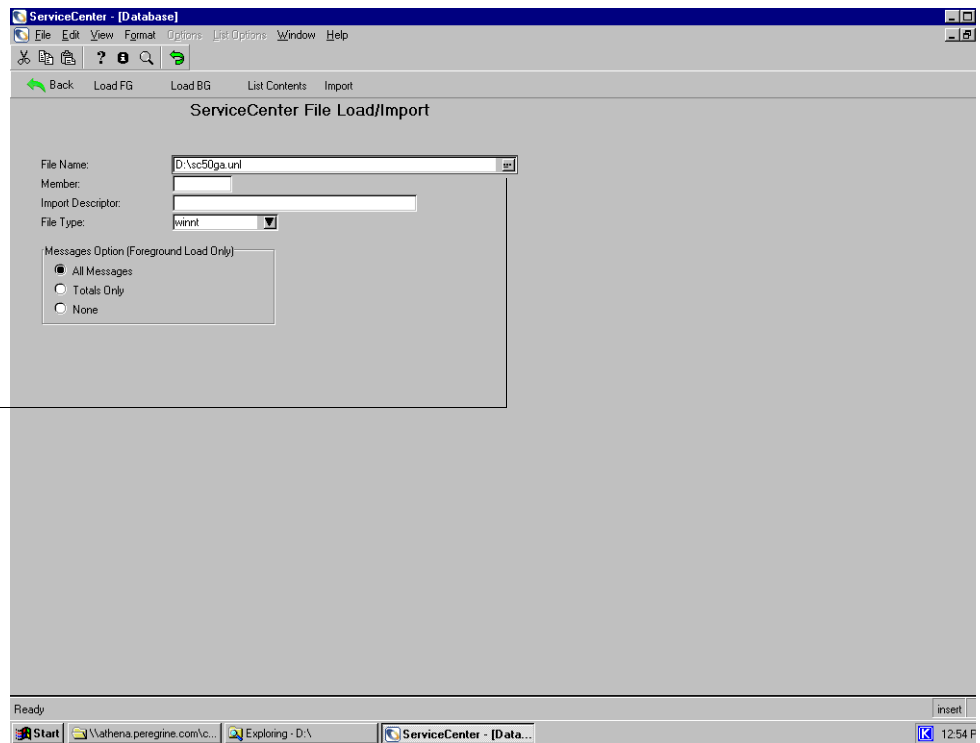 ServiceCenter - [Database]
File Edit View Format Options List Options Window Help
Back Load FG Load BG List Contents Import
ServiceCenter File Load/Import
File Name: D:\sc50ga.unl
Member:
Import Descriptor:
File Type: winnt
Messages Option (Foreground Load Only)
All Messages
Totals Only
None
Ready insert
Start \\athena.peregrine.com\c... Exploring - D:\ ServiceCenter - [Data... K 12:54 P